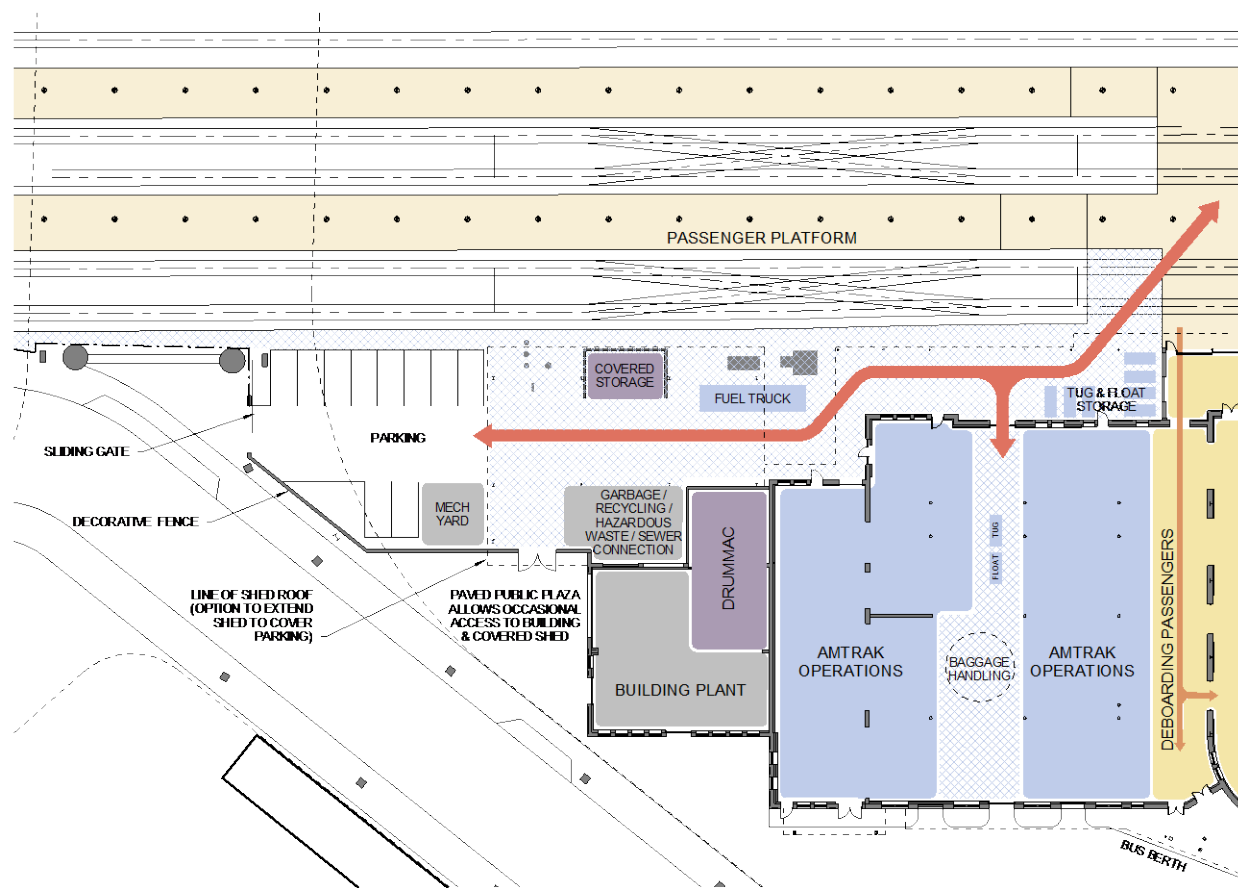 PASSENGER PLATFORM
COVERED
STORAGE
FUEL TRUCK
TUG & FLOAT
STORAGE
PARKING
SLIDING GATE
DECORATIVE FENCE
MECH
YARD
GARBAGE /
RECYCLING /
HAZARDOUS
WASTE / SEWER
CONNECTION
DRUMMAC
TUG
FLOAT
LINE OF SHED ROOF
(OPTION TO EXTEND
SHED TO COVER
PARKING)
PAVED PUBLIC PLAZA
ALLOWS OCCASIONAL
ACCESS TO BUILDING
& COVERED SHED
BUILDING PLANT
AMTRAK
OPERATIONS
BAGGAGE
HANDLING
AMTRAK
OPERATIONS
DEBOARDING PASSENGERS
BUS BERTH